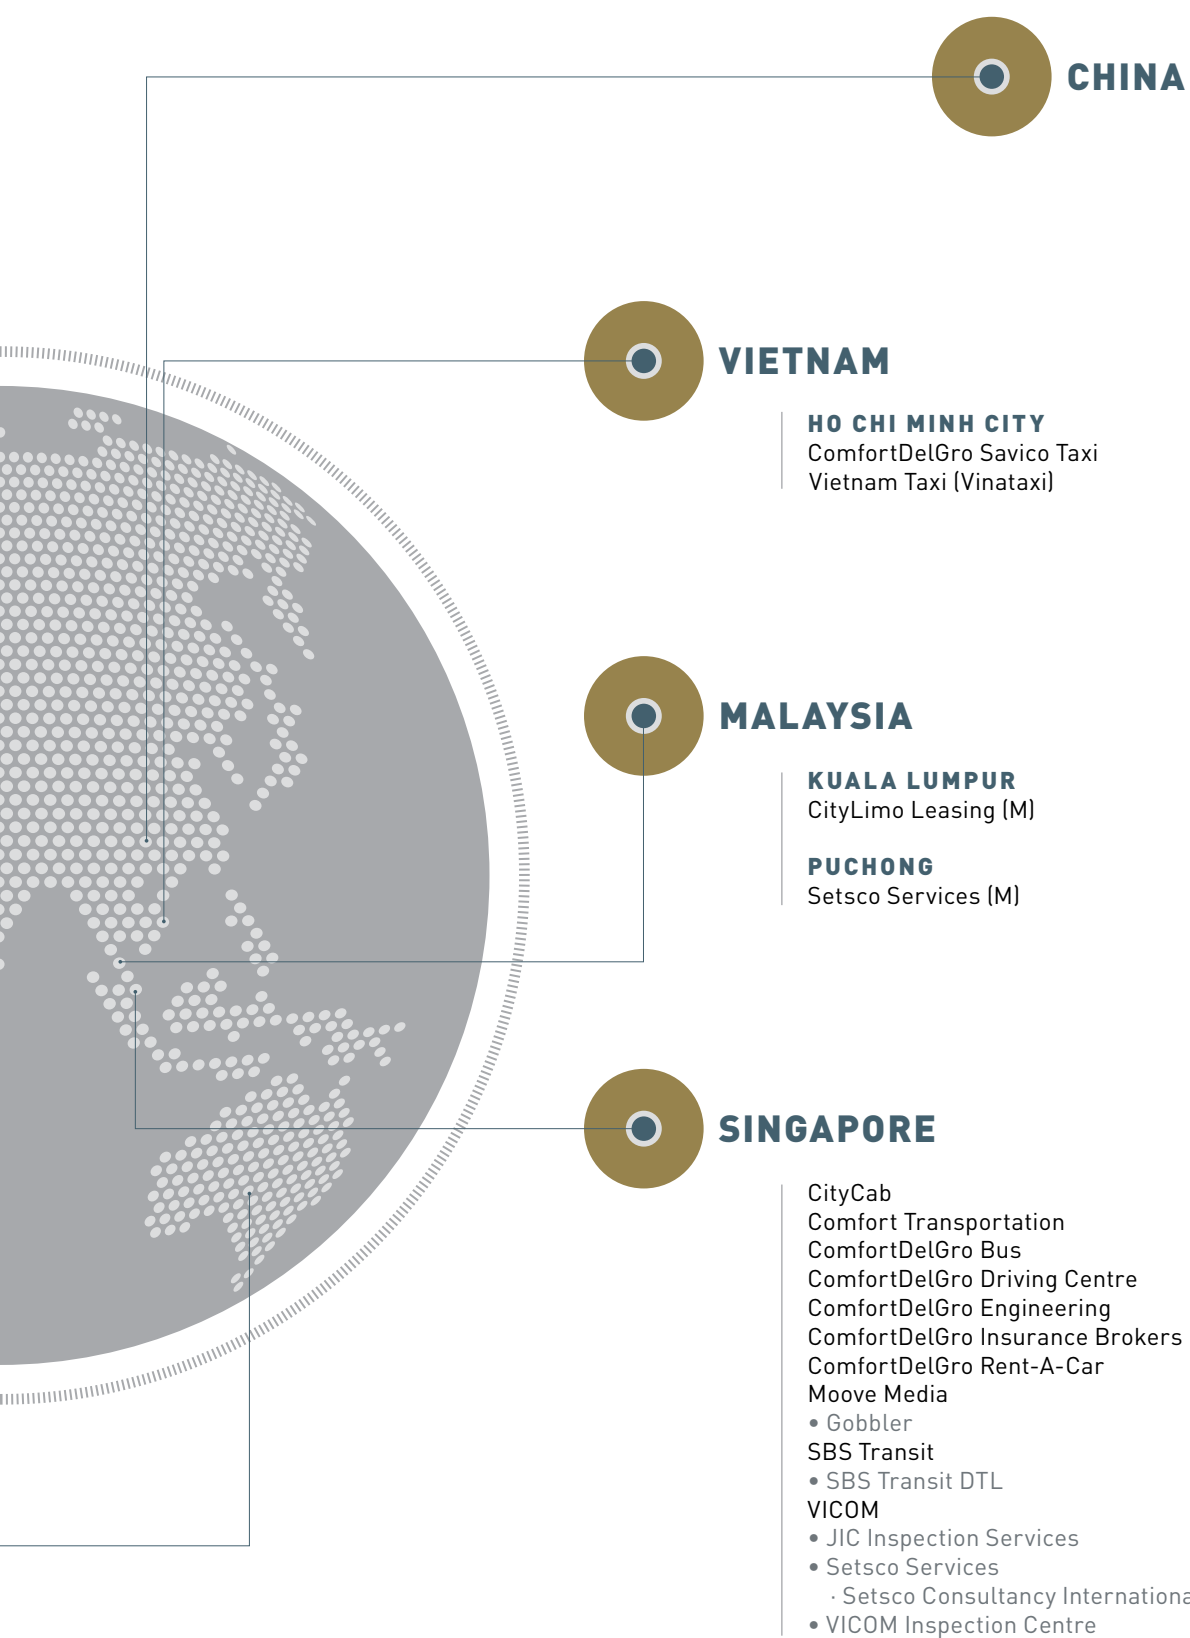 CHINA
VIETNAM
HO CHI MINH CITY
ComfortDelGro Savico Taxi
Vietnam Taxi (Vinataxi)
MALAYSIA
KUALA LUMPUR
CityLimo Leasing (M)
PUCHONG
Setsco Services (M)
SINGAPORE
CityCab
Comfort Transportation
ComfortDelGro Bus
ComfortDelGro Driving Centre
ComfortDelGro Engineering
ComfortDelGro Insurance Brokers
ComfortDelGro Rent-A-Car
Moove Media
• Gobbler
SBS Transit
• SBS Transit DTL
VICOM
• JIC Inspection Services
• Setsco Services
· Setsco Consultancy Internationa
• VICOM Inspection Centre